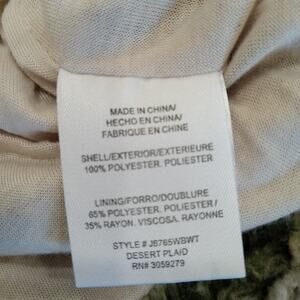 MADE IN CHINA/
HECHO EN CHINA/
FABRIQUE EN CHINE
SHELL/EXTERIOR/EXTERIEURE
100% POLYESTER. POLIESTER
LINING/FORRO/DOUBLURE
65% POLYESTER. POLIESTER/
35% RAYON. VISCOSA. RAYONNE
STYLE # J8765WBWT
DESERT PLAID
RN# 3059279